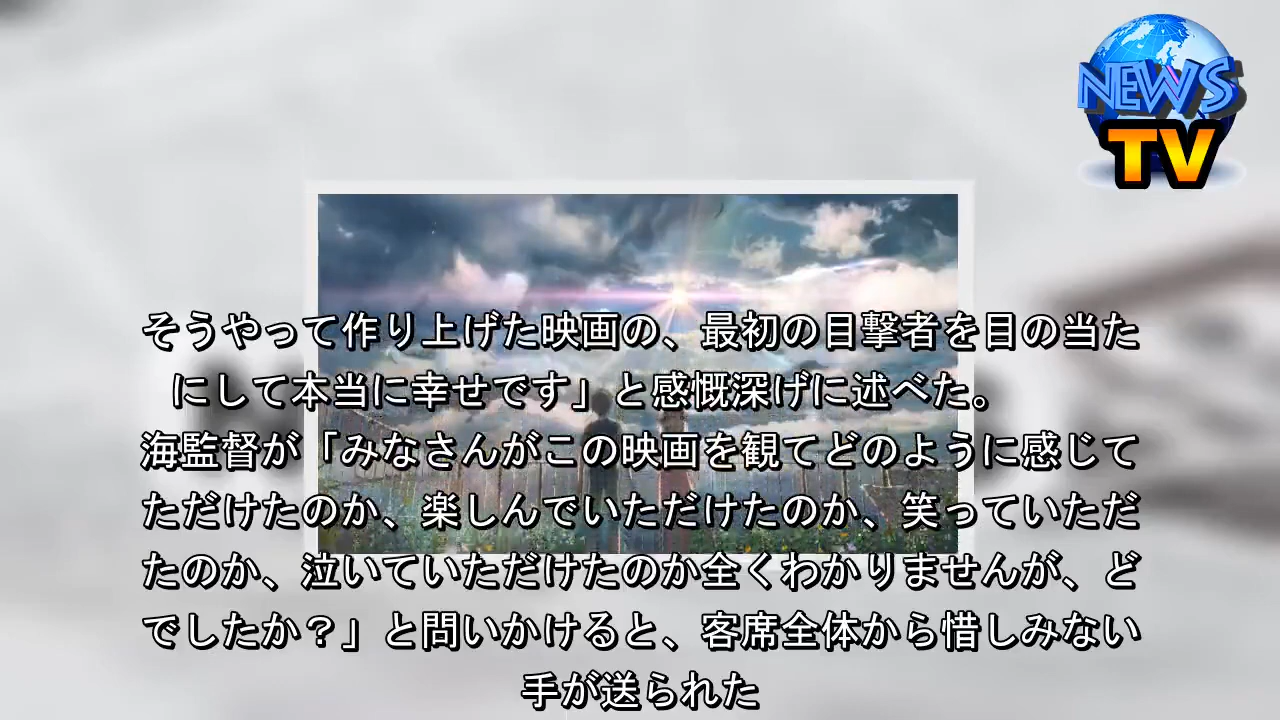 NEWS
TV
そうやって作り上げた映画の、最初の目撃者を目の当た
にして本当に幸せです」と感慨深げに述べた。
海監督が「みなさんがこの映画を観てどのように感じて
ただけたのか、楽しんでいただけたのか、笑っていただ
たのか、泣いていただけたのか全くわかりませんが、ど
でしたか？」と問いかけると、客席全体から惜しみない
手が送られた